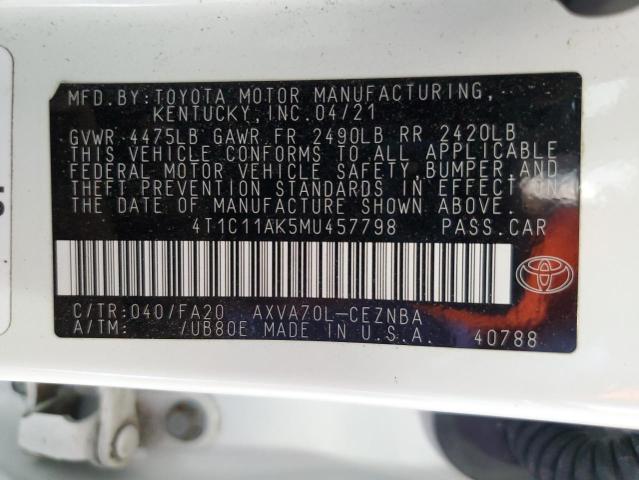 MFD.BY:TOYOTA MOTOR MANUFACTURING,
KENTUCKY,INC.04/21
GVWR 4475LB GAWR FR 2490LB RR 2420LB
THIS VEHICLE CONFORMS TO ALL APPLICABLE
FEDERAL MOTOR VEHICLE SAFETY,BUMPER,AND
THEFT PREVENTION STANDARDS IN EFFECT ON
THE DATE OF MANUFACTURE SHOWN ABOVE.
4T1C11AK5MU457798 PASS.CAR
C/TR:040/FA20 AXVA70L-CEZNBA
A/TM: /UB80E MADE IN U.S.A. 40788